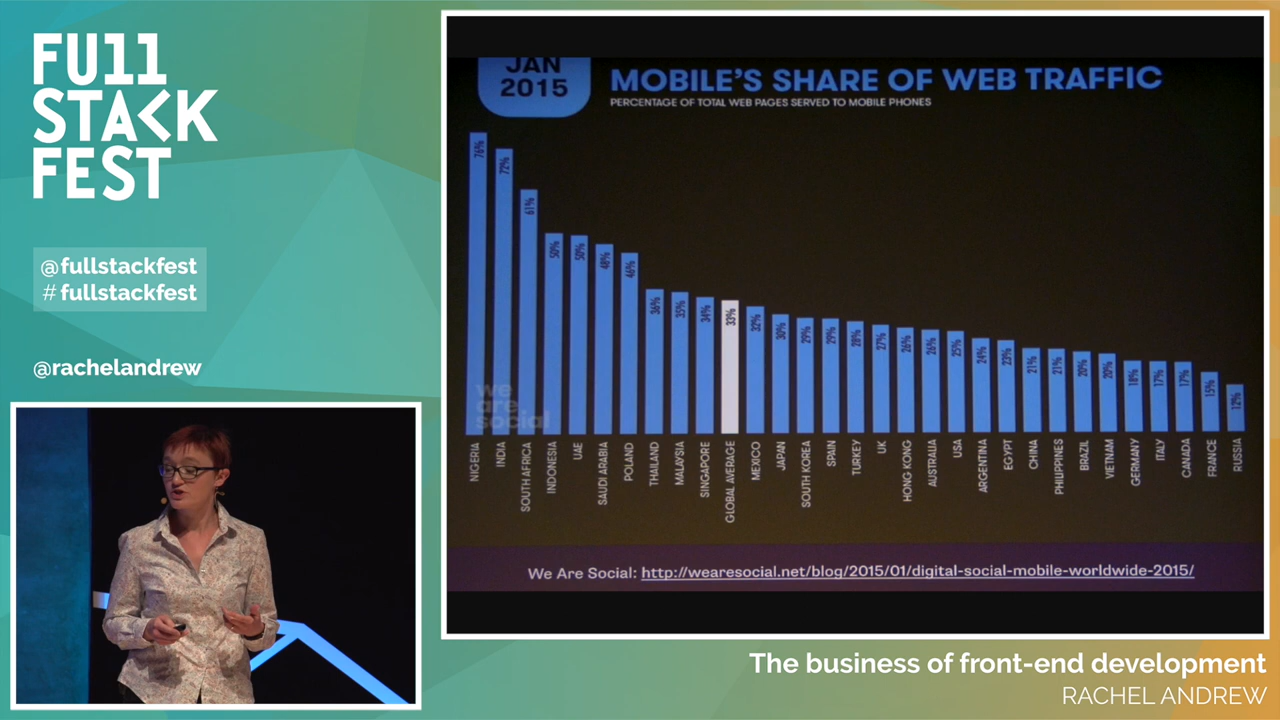 FU11
STACK
FEST
@fullstackfest
# fullstackfest
@rachelandrew
JAN
2015
MOBILE'S SHARE OF WEB TRAFFIC
PERCENTAGE OF TOTAL WEB PAGES SERVED TO MOBILE PHONES
76%
72%
61%
50%
50%
48%
46%
36%
35%
34%
33%
32%
30%
29%
29%
28%
27%
26%
26%
25%
24%
23%
21%
21%
20%
20%
18%
17%
17%
15%
12%
we
are
social
NIGERIA
INDIA
SOUTH AFRICA
INDONESIA
UAE
SAUDI ARABIA
POLAND
THAILAND
MALAYSIA
SINGAPORE
GLOBAL AVERAGE
MEXICO
JAPAN
SOUTH KOREA
SPAIN
TURKEY
UK
HONG KONG
AUSTRALIA
USA
ARGENTINA
EGYPT
CHINA
PHILIPPINES
BRAZIL
VIETNAM
GERMANY
ITALY
CANADA
FRANCE
RUSSIA
We Are Social: http://wearesocial.net/blog/2015/01/digital-social-mobile-worldwide-2015/
The business of front-end development
RACHEL ANDREW